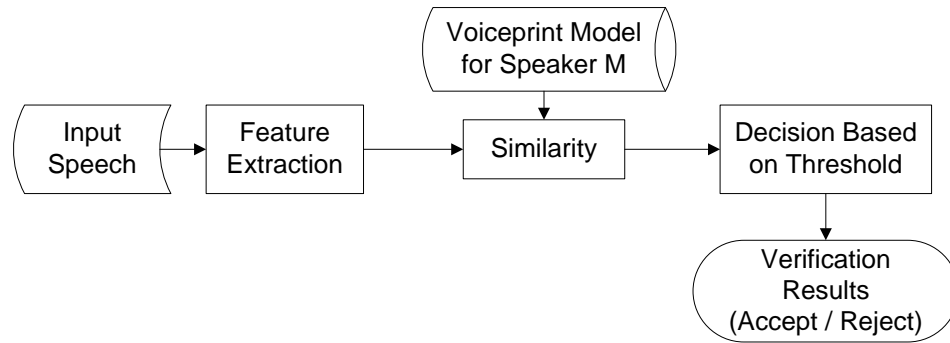 Voiceprint Model
for Speaker M
Input
Speech
Feature
Extraction
Similarity
Decision Based
on Threshold
Verification
Results
(Accept / Reject)